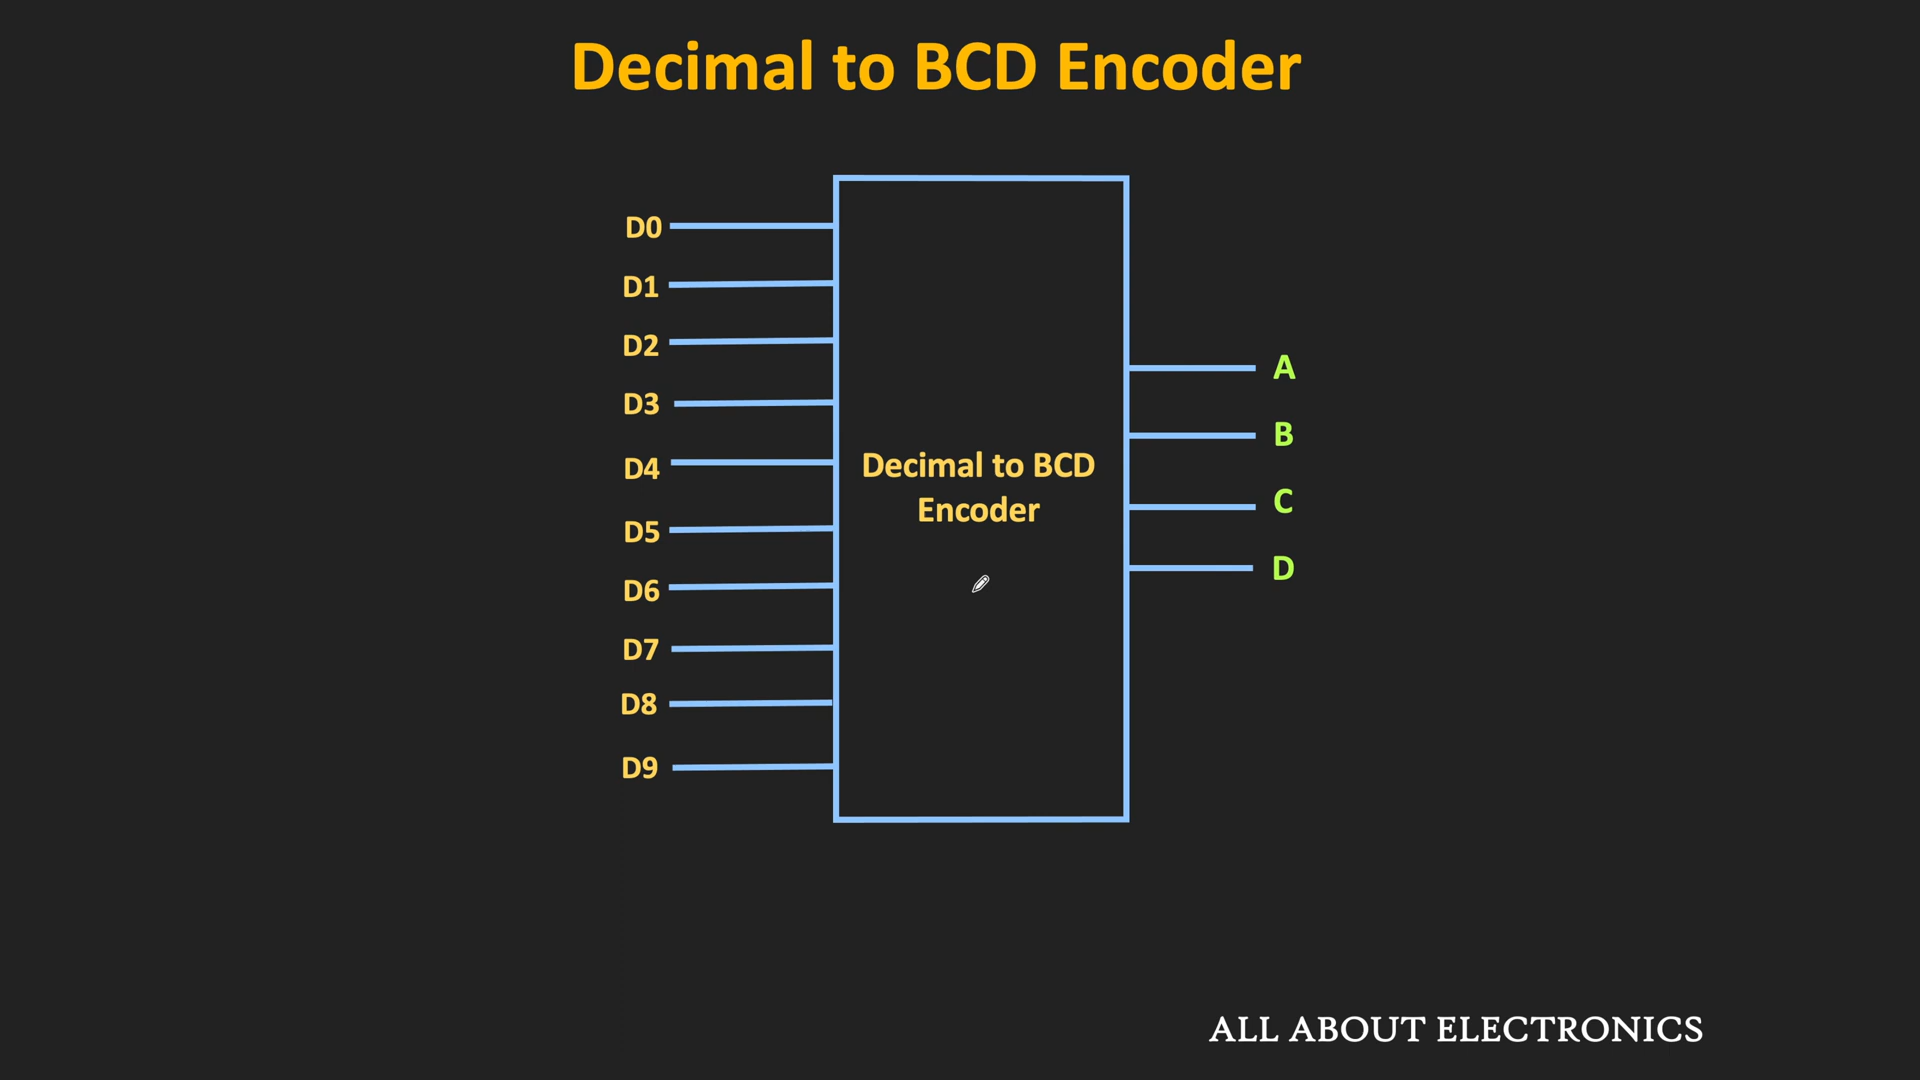 Decimal to BCD Encoder
D0
D1
D2
D3
D4
D5
D6
D7
D8
D9
Decimal to BCD
Encoder
A
B
C
D
ALL ABOUT ELECTRONICS